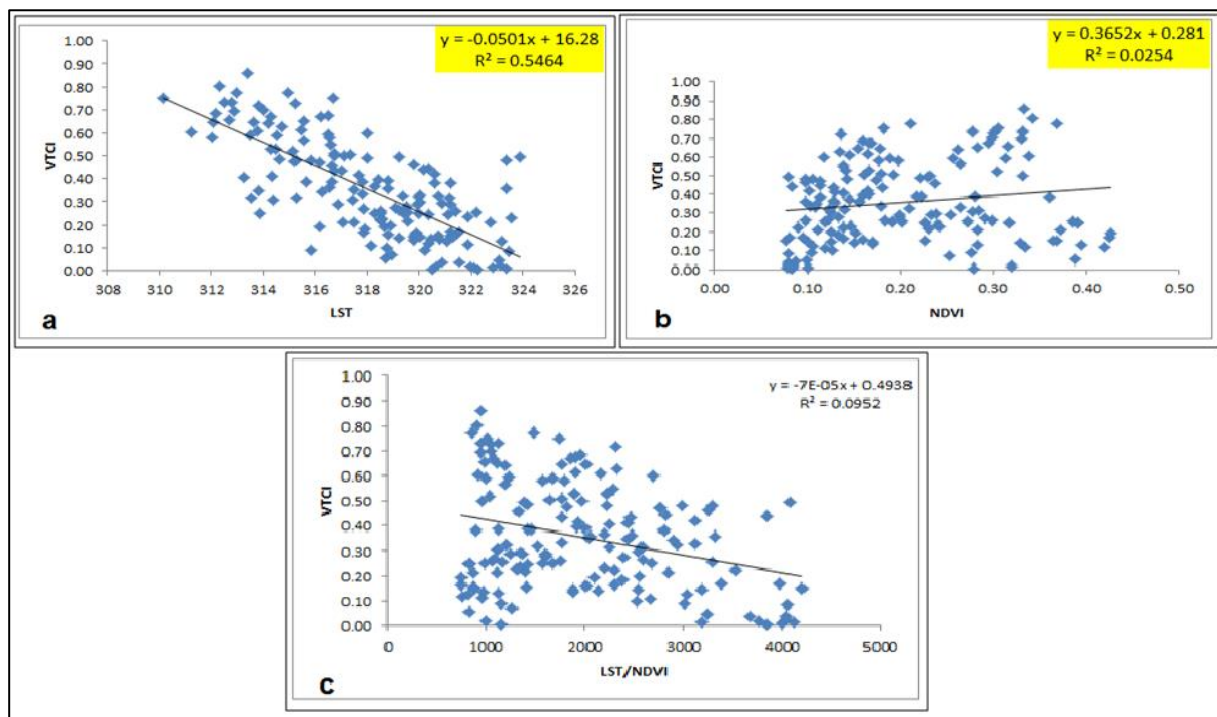 y = -0.0501x + 16.28
R² = 0.5464
1.00
0.90
0.80
0.70
0.60
0.50
0.40
0.30
0.20
0.10
0.00
VTCI
308 310 312 314 316 318 320 322 324 326
LST
a
y = 0.3652x + 0.281
R² = 0.0254
1.00
0.90
0.80
0.70
0.60
0.50
0.40
0.30
0.20
0.10
0.00
VTCI
0.00 0.10 0.20 0.30 0.40 0.50
NDVI
b
y = -7E-05x + 0.4938
R² = 0.0952
1.00
0.90
0.80
0.70
0.60
0.50
0.40
0.30
0.20
0.10
0.00
VTCI
0 1000 2000 3000 4000 5000
LST/NDVI
c